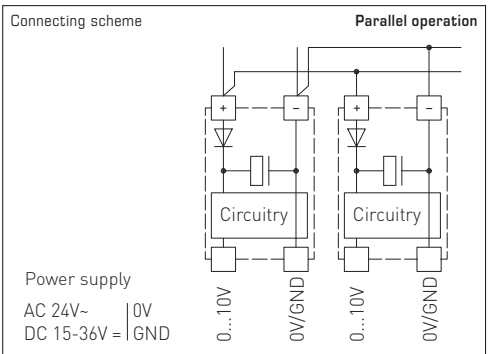 Connecting scheme
Parallel operation
+ − + −
Circuitry Circuitry
Power supply
AC 24V~ 0V
DC 15-36V = GND
0...10V
0V/GND
0...10V
0V/GND